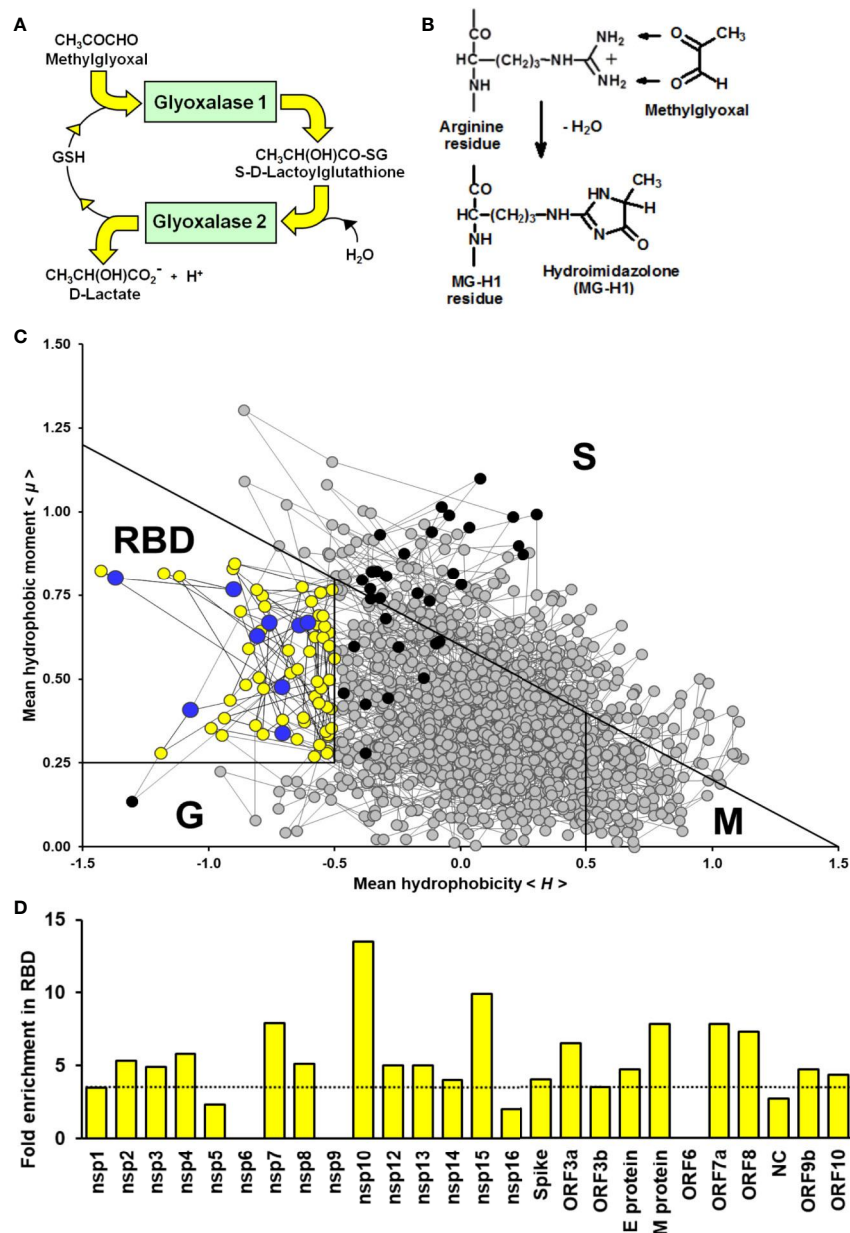 A
CH3COCHO
Methylglyoxal
Glyoxalase 1
GSH
CH3CH(OH)CO-SG
S-D-Lactoylglutathione
Glyoxalase 2
H2O
CH3CH(OH)CO2- + H+
D-Lactate
B
CO
CH–(CH2)3–NH
NH
NH2
+
NH2
O
CH3
O
H
Methylglyoxal
Arginine
residue
- H2O
CO
CH–(CH2)3–NH
NH
HN
CH3
H
N
O
MG-H1
residue
Hydroimidazolone
(MG-H1)
C
Mean hydrophobic moment < µ >
1.50
1.25
1.00
0.75
0.50
0.25
0.00
S
RBD
G
M
-1.5
-1.0
-0.5
0.0
0.5
1.0
1.5
Mean hydrophobicity < H >
D
Fold enrichment in RBD
15
10
5
0
nsp1
nsp2
nsp3
nsp4
nsp5
nsp6
nsp7
nsp8
nsp9
nsp10
nsp12
nsp13
nsp14
nsp15
nsp16
Spike
ORF3a
ORF3b
E protein
M protein
ORF6
ORF7a
ORF8
NC
ORF9b
ORF10